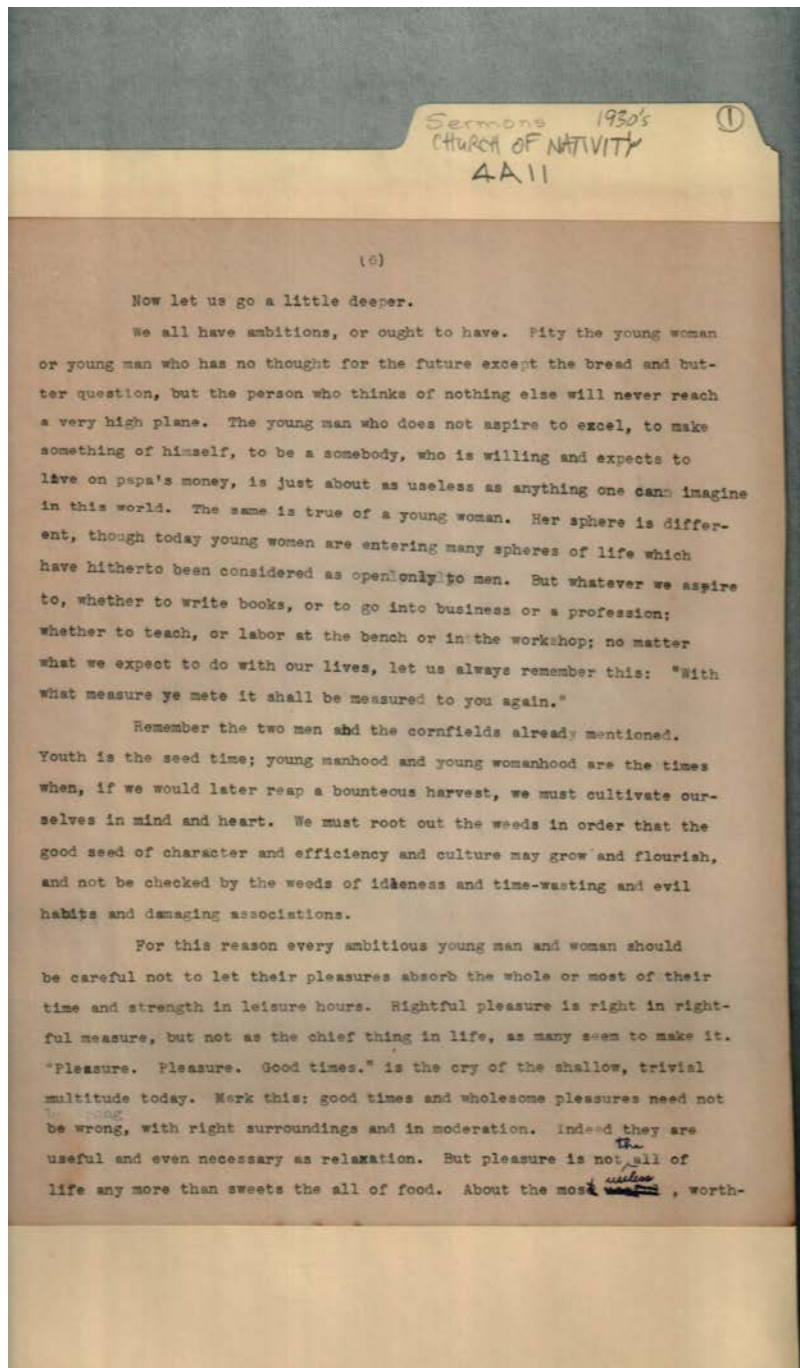 Sermons 1930's ①
CHURCH OF NATIVITY
4A11
(6)
Now let us go a little deeper.
We all have ambitions, or ought to have. Pity the young woman
or young man who has no thought for the future except the bread and but-
ter question, but the person who thinks of nothing else will never reach
a very high plane. The young man who does not aspire to excel, to make
something of himself, to be a somebody, who is willing and expects to
live on papa's money, is just about as useless as anything one cann imagine
in this world. The same is true of a young woman. Her sphere is differ-
ent, though today young women are entering many spheres of life which
have hitherto been considered as open only to men. But whatever we aspire
to, whether to write books, or to go into business or a profession;
whether to teach, or labor at the bench or in the workshop; no matter
what we expect to do with our lives, let us always remember this: "With
what measure ye mete it shall be measured to you again."
Remember the two men and the cornfields already mentioned.
Youth is the seed time; young manhood and young womanhood are the times
when, if we would later reap a bounteous harvest, we must cultivate our-
selves in mind and heart. We must root out the weeds in order that the
good seed of character and efficiency and culture may grow and flourish,
and not be checked by the weeds of idleness and time-wasting and evil
habits and damaging associations.
For this reason every ambitious young man and woman should
be careful not to let their pleasures absorb the whole or most of their
time and strength in leisure hours. Rightful pleasure is right in right-
ful measure, but not as the chief thing in life, as many seem to make it.
"Pleasure. Pleasure. Good times." is the cry of the shallow, trivial
multitude today. Mark this: good times and wholesome pleasures need not
be wrong, with right surroundings and in moderation. Indeed they are
useful and even necessary as relaxation. But pleasure is not the all of
life any more than sweets the all of food. About the most useless , worth-